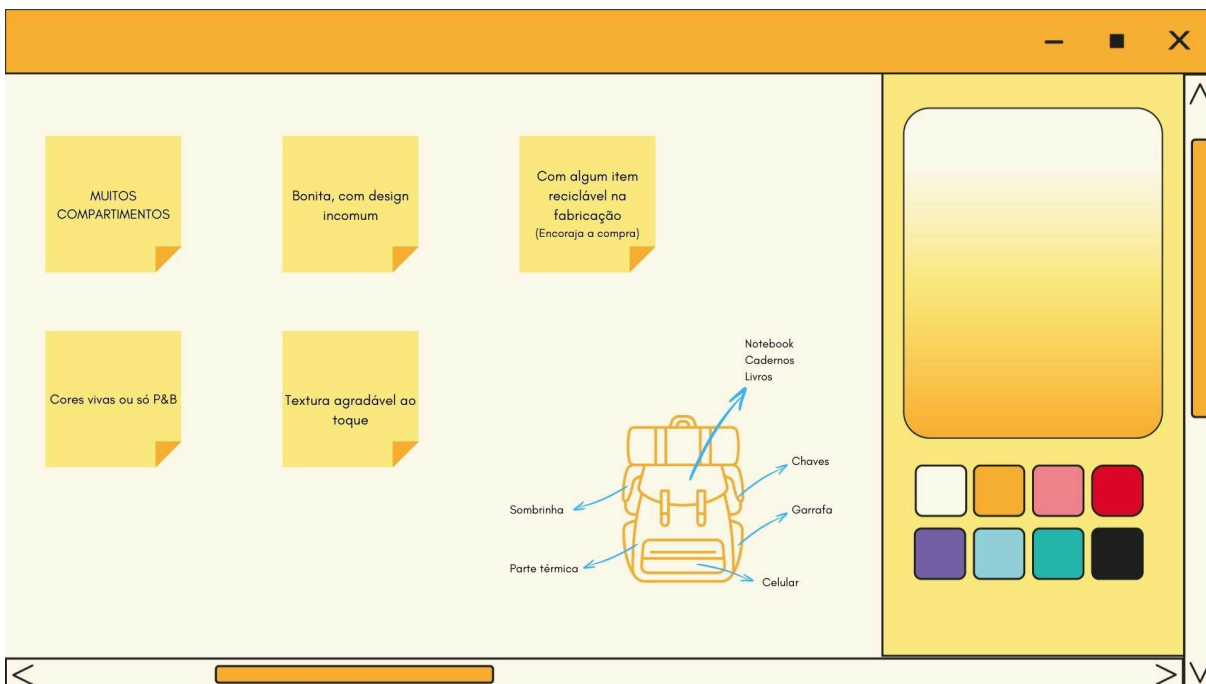 MUITOS
COMPARTIMENTOS
Bonita, com design
incomum
Com algum item
reciclável na
fabricação
(Encoraja a compra)
Cores vivas ou só P&B
Textura agradável ao
toque
Notebook
Cadernos
Livros
Chaves
Sombrinha
Garrafa
Parte térmica
Celular